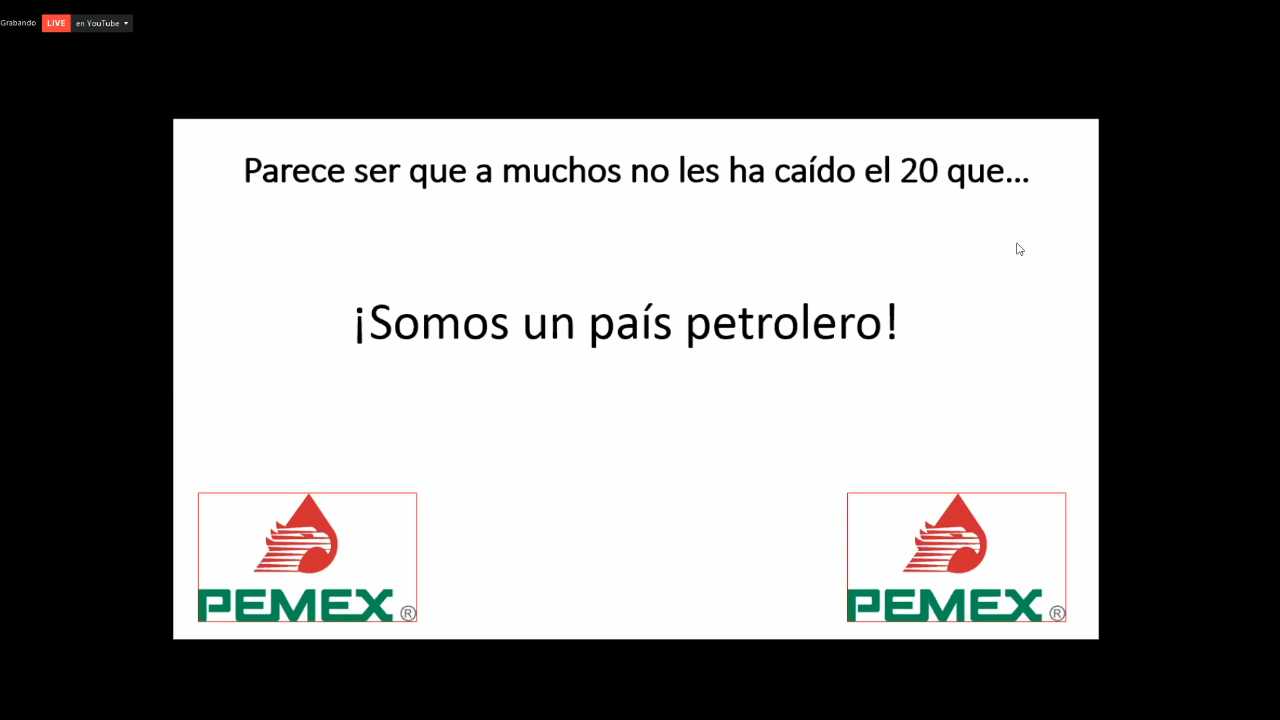 Grabando LIVE en YouTube
Parece ser que a muchos no les ha caído el 20 que...
¡Somos un país petrolero!
PEMEX ® PEMEX ®